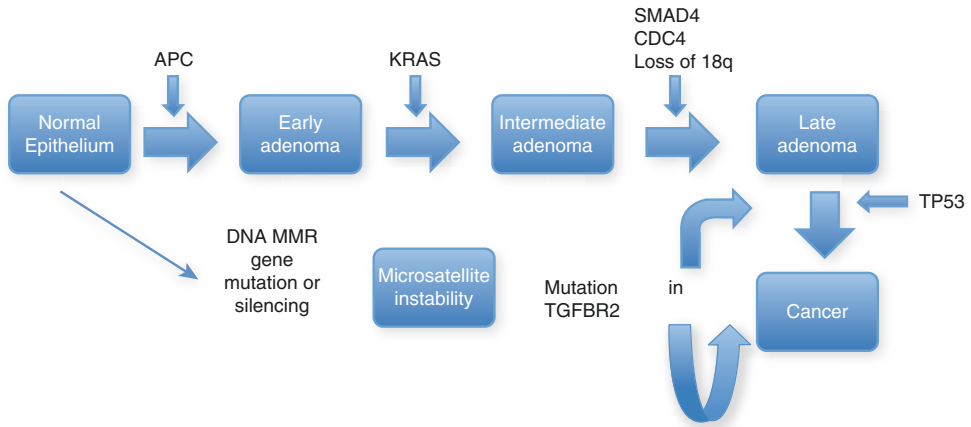 SMAD4
CDC4
Loss of 18q
APC
KRAS
Normal
Epithelium
Early
adenoma
Intermediate
adenoma
Late
adenoma
TP53
DNA MMR
gene
mutation or
silencing
Microsatellite
instability
Mutation in
TGFBR2
Cancer